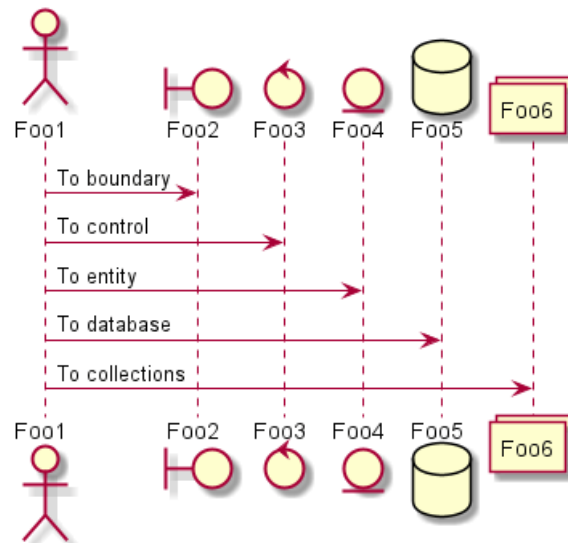 Foo1 Foo2 Foo3 Foo4 Foo5 Foo6
To boundary
To control
To entity
To database
To collections
Foo1 Foo2 Foo3 Foo4 Foo5 Foo6